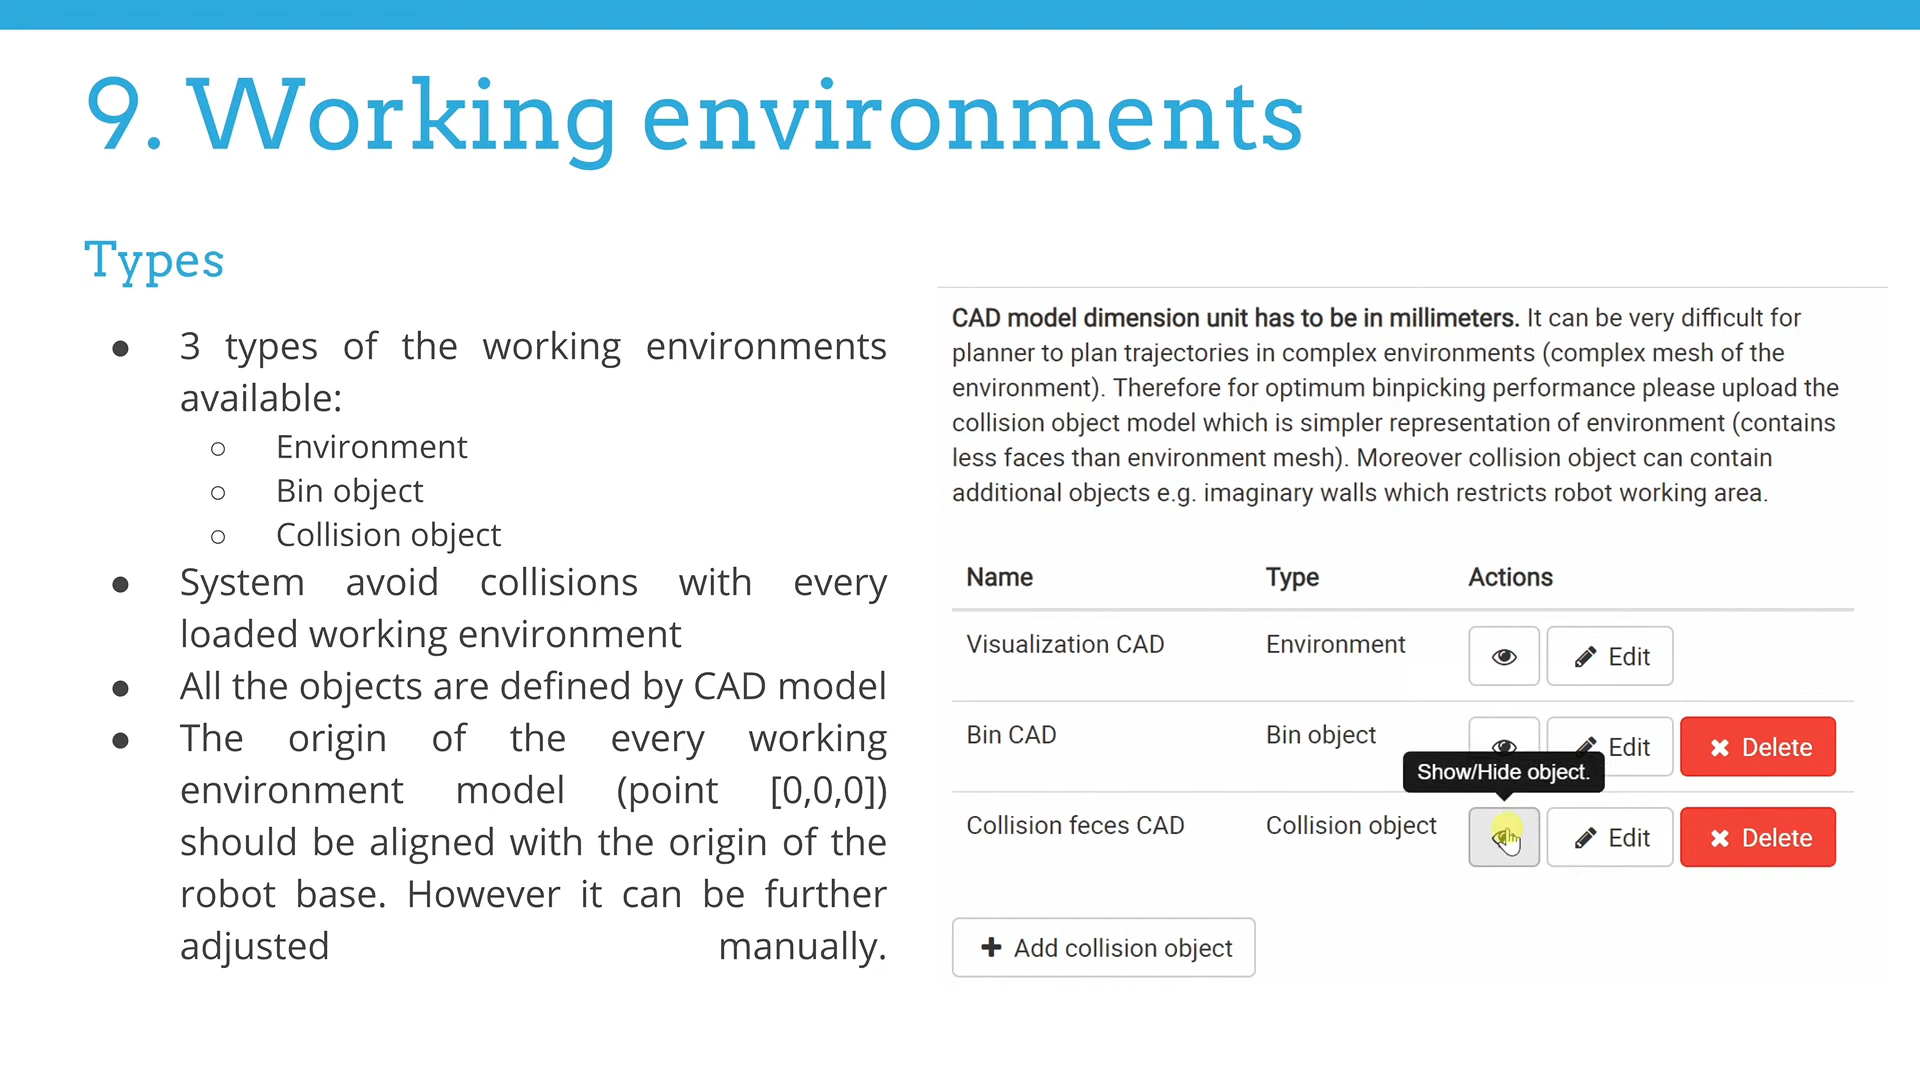 9. Working environments
Types
● 3 types of the working environments
available:
○ Environment
○ Bin object
○ Collision object
● System avoid collisions with every
loaded working environment
● All the objects are defined by CAD model
● The origin of the every working
environment model (point [0,0,0])
should be aligned with the origin of the
robot base. However it can be further
adjusted manually.
CAD model dimension unit has to be in millimeters. It can be very difficult for
planner to plan trajectories in complex environments (complex mesh of the
environment). Therefore for optimum binpicking performance please upload the
collision object model which is simpler representation of environment (contains
less faces than environment mesh). Moreover collision object can contain
additional objects e.g. imaginary walls which restricts robot working area.
Name Type Actions
Visualization CAD Environment Edit
Bin CAD Bin object Edit Delete
Show/Hide object.
Collision feces CAD Collision object Edit Delete
Add collision object